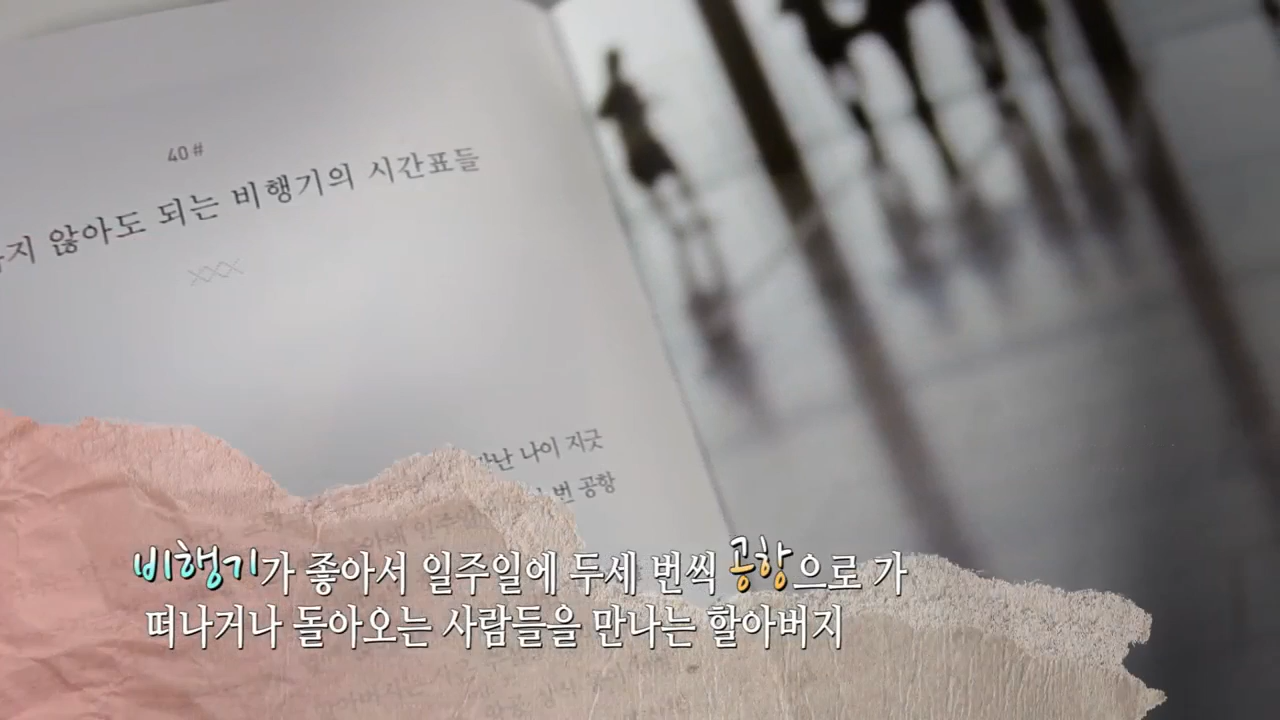 40#
지 않아도 되는 비행기의 시간표들
만난 나이 지긋
번 공항
비행기가 좋아서 일주일에 두세 번씩 공항으로 가
떠나거나 돌아오는 사람들을 만나는 할아버지